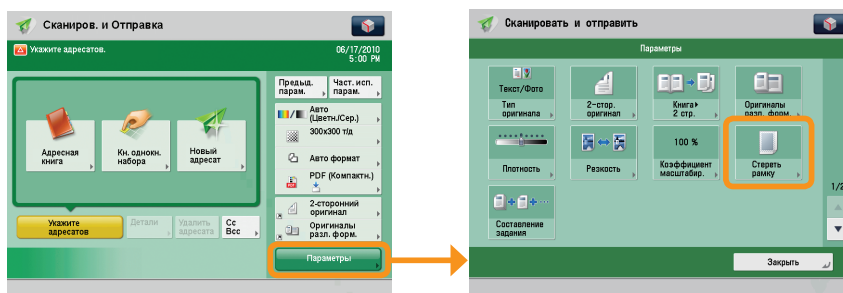 Сканиров. и Отправка
Укажите адресатов.
06/17/2010
5:00 PM
Предыд.
парам.
Част. исп.
парам.
Авто
(Цветн./Сер.)
300x300 т/д
Авто формат
PDF (Компактн.)
2-сторонний
оригинал
Оригиналы
разл. форм.
Параметры
Адресная
книга
Кн. однокн.
набора
Новый
адресат
Укажите
адресатов
Детали
Удалить
адресата
Cc
Bcc
Сканировать и отправить
Параметры
Текст/Фото
Тип
оригинала
2-стор.
оригинал
Книга▸
2 стр.
Оригиналы
разл. форм.
Плотность
Резкость
100 %
Коэффициент
масштабир.
Стереть
рамку
Составление
задания
1/2
Закрыть